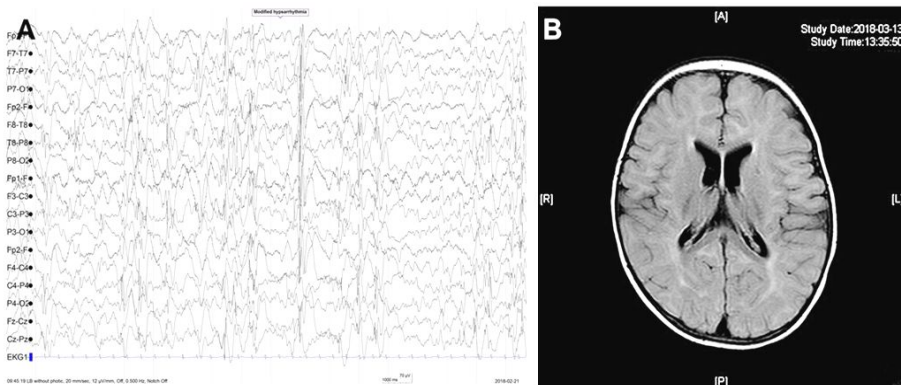 A
Modified hypsarrhythmia
F7-T7
T7-P7
P7-O1
Fp2-F
F8-T8
T8-P8
P8-O2
Fp1-F
F3-C3
C3-P3
P3-O1
Fp2-F
F4-C4
C4-P4
P4-O2
Fz-Cz
Cz-Pz
EKG1
70 µV
1000 ms
2018-02-21
B
[A]
Study Date:2018-03-13
Study Time:13:35:50
[R]
[L]
[P]